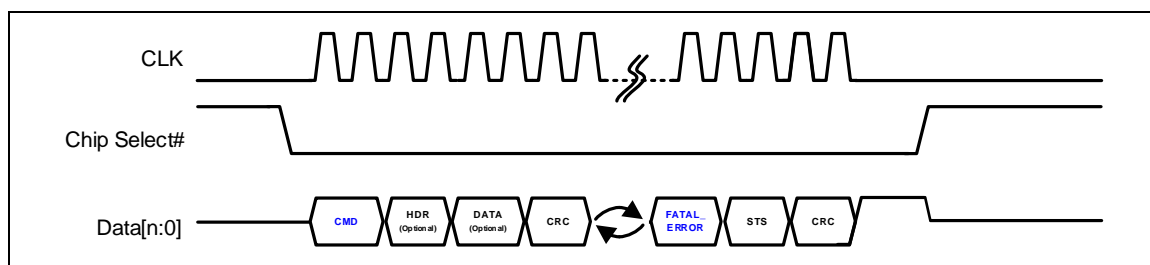 CLK
Chip Select#
Data[n:0]
CMD
HDR
(Optional)
DATA
(Optional)
CRC
FATAL_
ERROR
STS
CRC